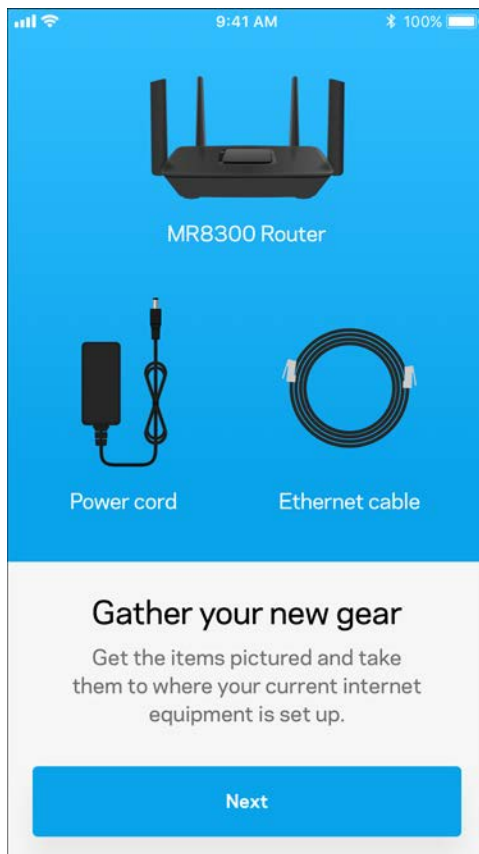 9:41 AM
100%
MR8300 Router
Power cord
Ethernet cable
Gather your new gear
Get the items pictured and take
them to where your current internet
equipment is set up.
Next